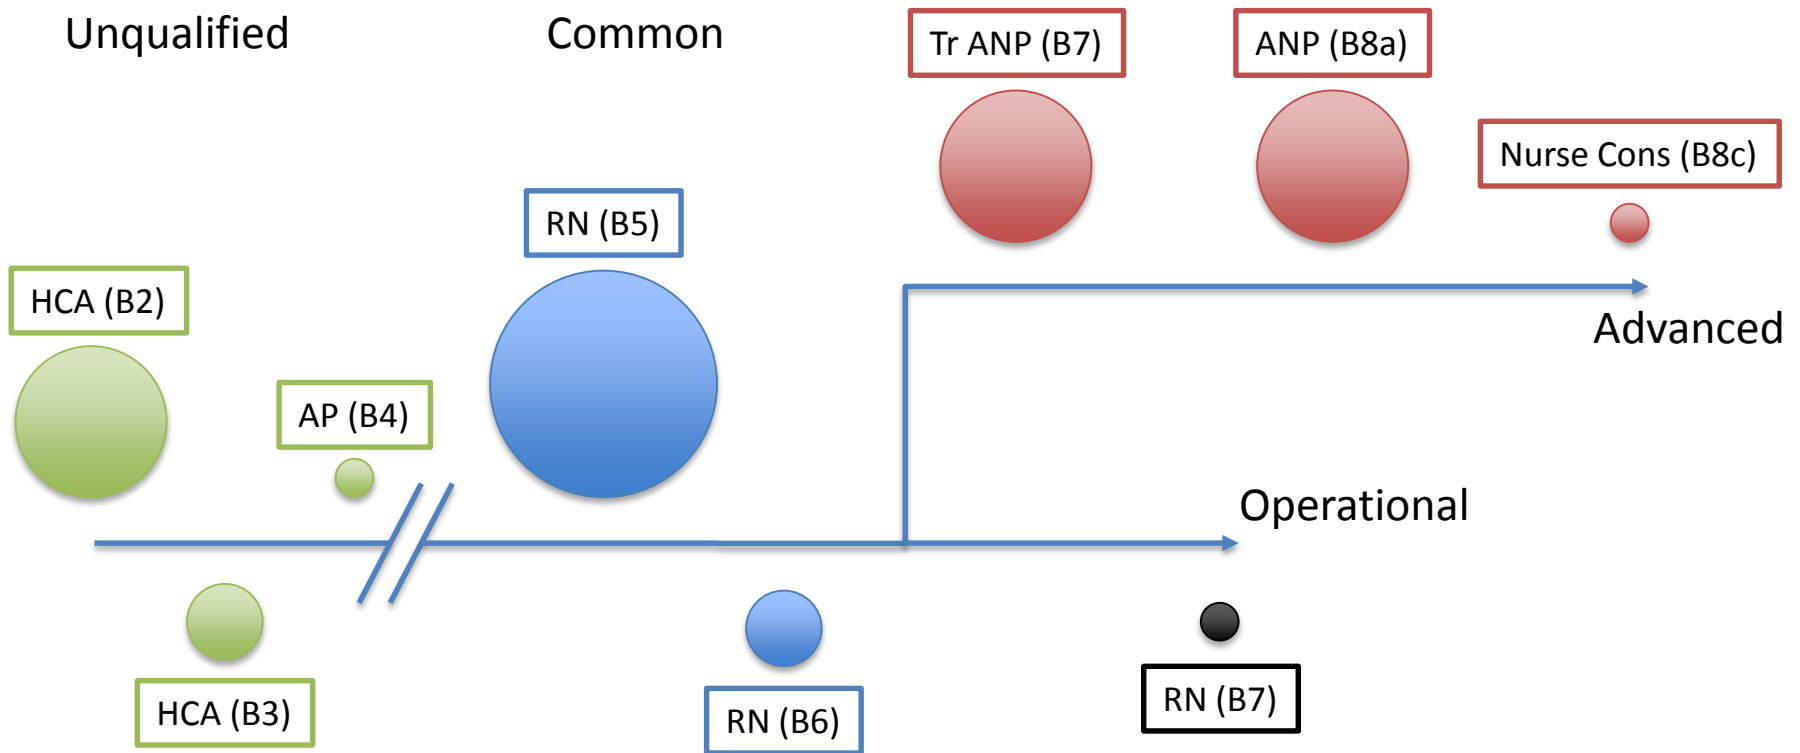 Unqualified
Common
Tr ANP (B7)
ANP (B8a)
Nurse Cons (B8c)
RN (B5)
HCA (B2)
Advanced
AP (B4)
Operational
HCA (B3)
RN (B6)
RN (B7)